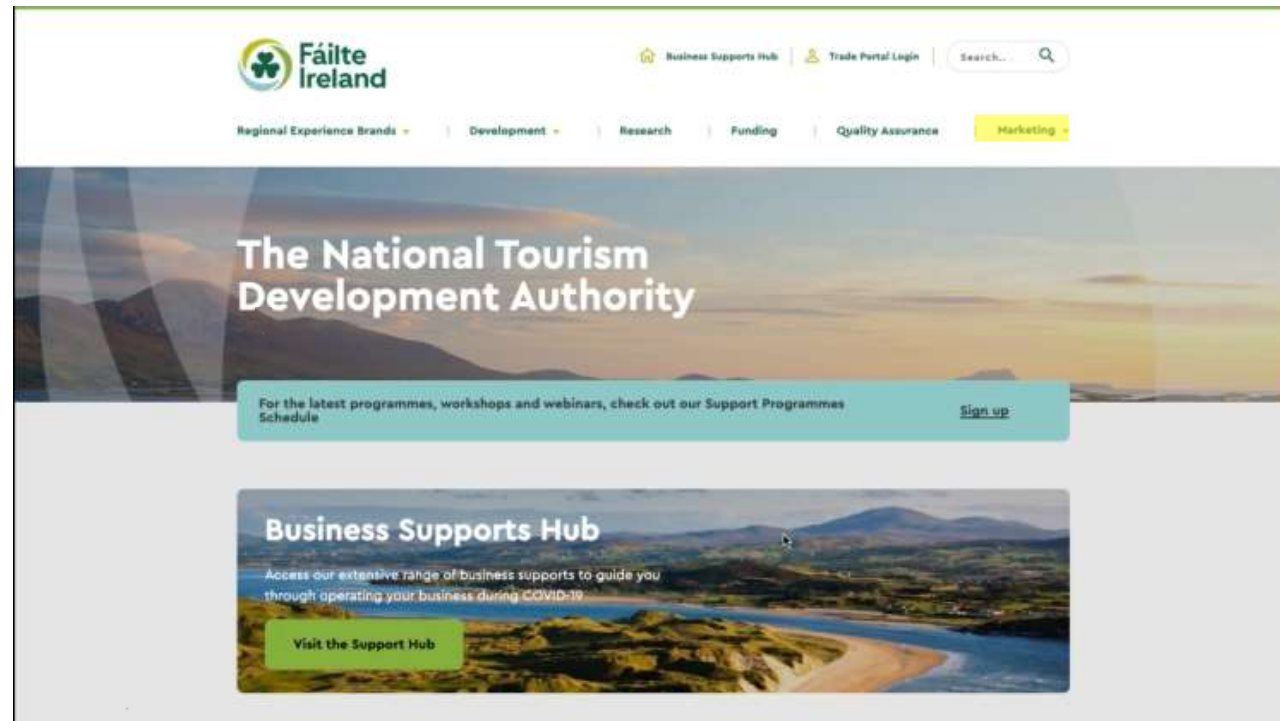 Fáilte
Ireland
Business Supports Hub
Trade Portal Login
Search..
Regional Experience Brands
Development
Research
Funding
Quality Assurance
Marketing
The National Tourism
Development Authority
For the latest programmes, workshops and webinars, check out our Support Programmes
Schedule
Sign up
Business Supports Hub
Access our extensive range of business supports to guide you
through operating your business during COVID-19
Visit the Support Hub